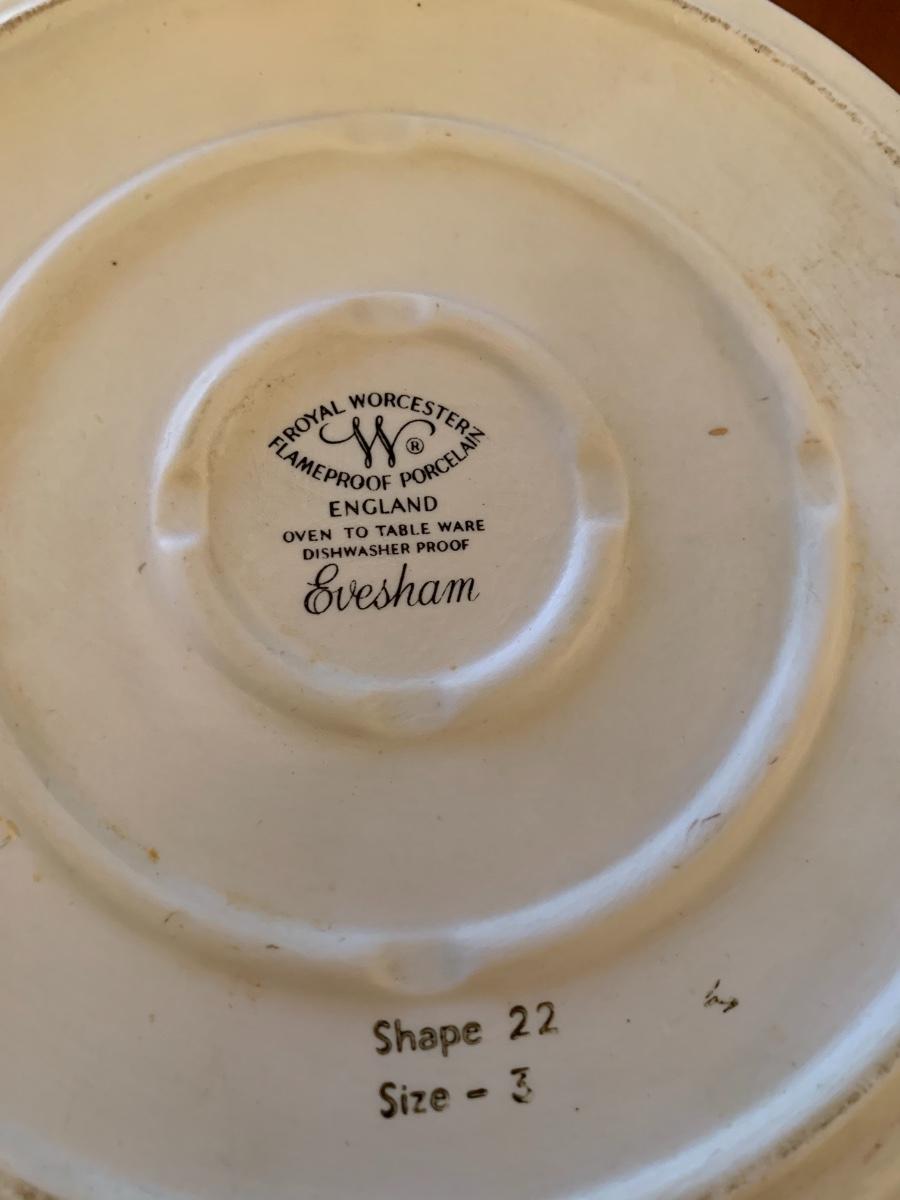 ROYAL WORCESTER
W®
FLAMEPROOF PORCELAIN
ENGLAND
OVEN TO TABLE WARE
DISHWASHER PROOF
Evesham
Shape 22
Size - 3